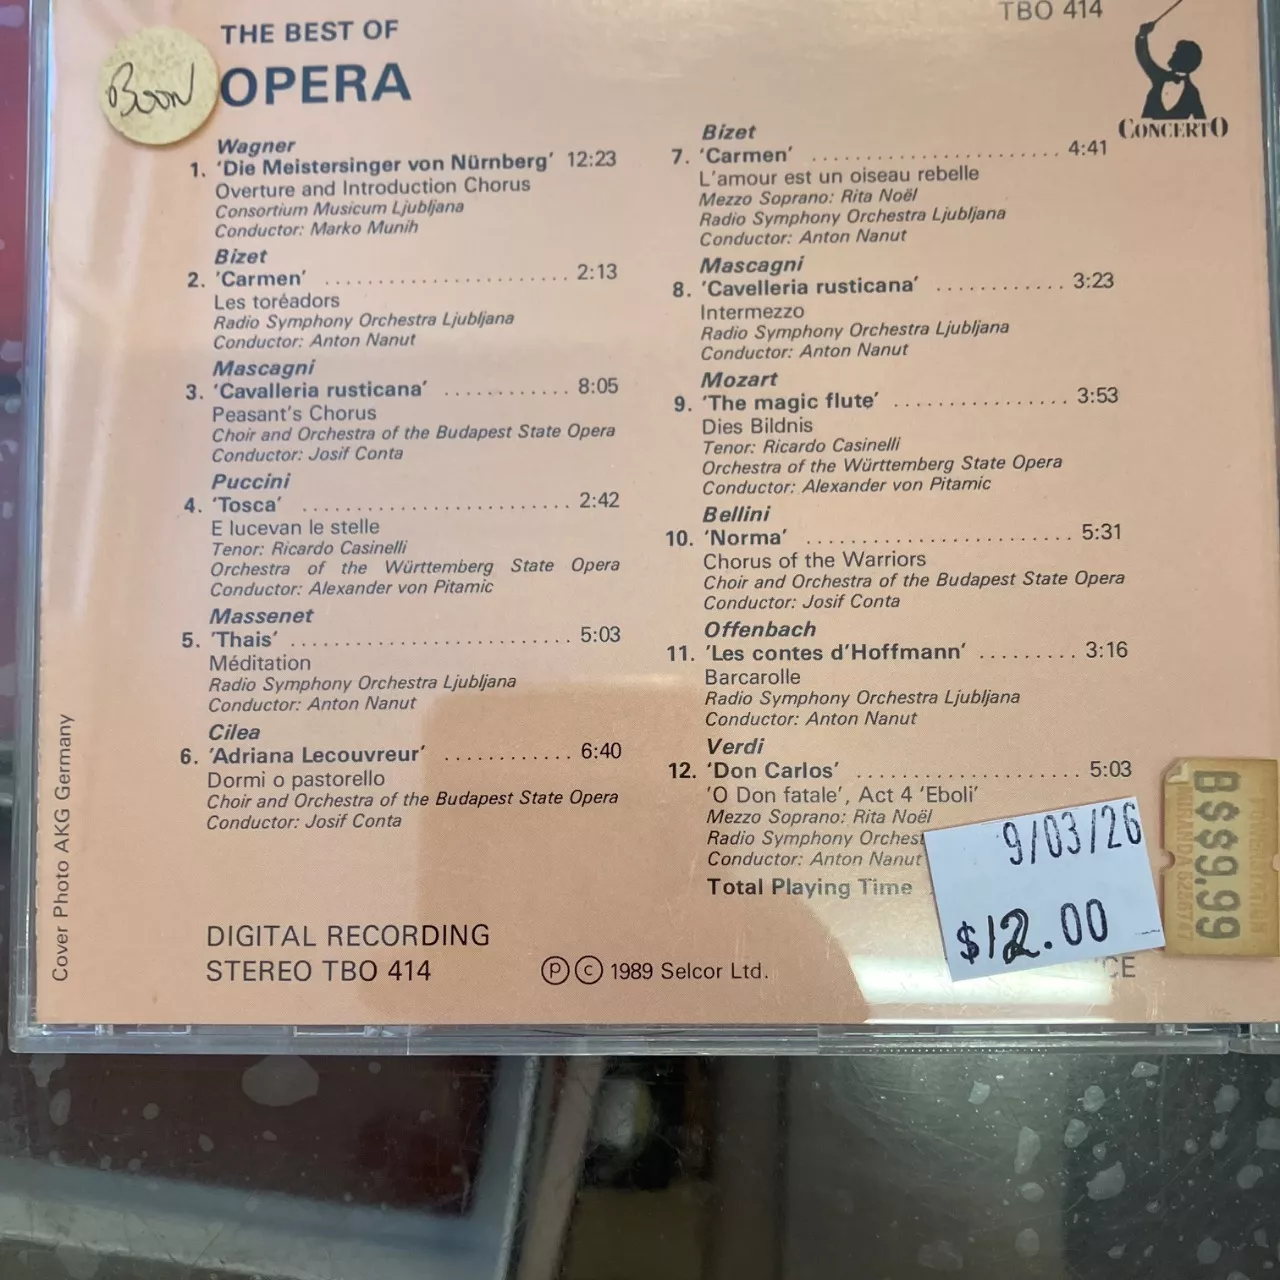 TBO 414
THE BEST OF
OPERA
Boon
CONCERTO
Wagner
1. 'Die Meistersinger von Nürnberg' 12:23
Overture and Introduction Chorus
Consortium Musicum Ljubljana
Conductor: Marko Munih
Bizet
2. 'Carmen' ........................ 2:13
Les toréadors
Radio Symphony Orchestra Ljubljana
Conductor: Anton Nanut
Mascagni
3. 'Cavalleria rusticana' ............ 8:05
Peasant's Chorus
Choir and Orchestra of the Budapest State Opera
Conductor: Josif Conta
Puccini
4. 'Tosca' .......................... 2:42
E lucevan le stelle
Tenor: Ricardo Casinelli
Orchestra of the Württemberg State Opera
Conductor: Alexander von Pitamic
Massenet
5. 'Thais' ........................... 5:03
Méditation
Radio Symphony Orchestra Ljubljana
Conductor: Anton Nanut
Cilea
6. 'Adriana Lecouvreur' ............ 6:40
Dormi o pastorello
Choir and Orchestra of the Budapest State Opera
Conductor: Josif Conta
Bizet
7. 'Carmen' ....................... 4:41
L'amour est un oiseau rebelle
Mezzo Soprano: Rita Noël
Radio Symphony Orchestra Ljubljana
Conductor: Anton Nanut
Mascagni
8. 'Cavelleria rusticana' ............ 3:23
Intermezzo
Radio Symphony Orchestra Ljubljana
Conductor: Anton Nanut
Mozart
9. 'The magic flute' ................ 3:53
Dies Bildnis
Tenor: Ricardo Casinelli
Orchestra of the Württemberg State Opera
Conductor: Alexander von Pitamic
Bellini
10. 'Norma' ......................... 5:31
Chorus of the Warriors
Choir and Orchestra of the Budapest State Opera
Conductor: Josif Conta
Offenbach
11. 'Les contes d'Hoffmann' ......... 3:16
Barcarolle
Radio Symphony Orchestra Ljubljana
Conductor: Anton Nanut
Verdi
12. 'Don Carlos' .................... 5:03
'O Don fatale', Act 4 'Eboli'
Mezzo Soprano: Rita Noël
Radio Symphony Orchest
Conductor: Anton Nanut
Total Playing Time
9/03/26
$12.00
B$$9.99
Cover Photo AKG Germany
DIGITAL RECORDING
STEREO TBO 414
Ⓟ © 1989 Selcor Ltd.